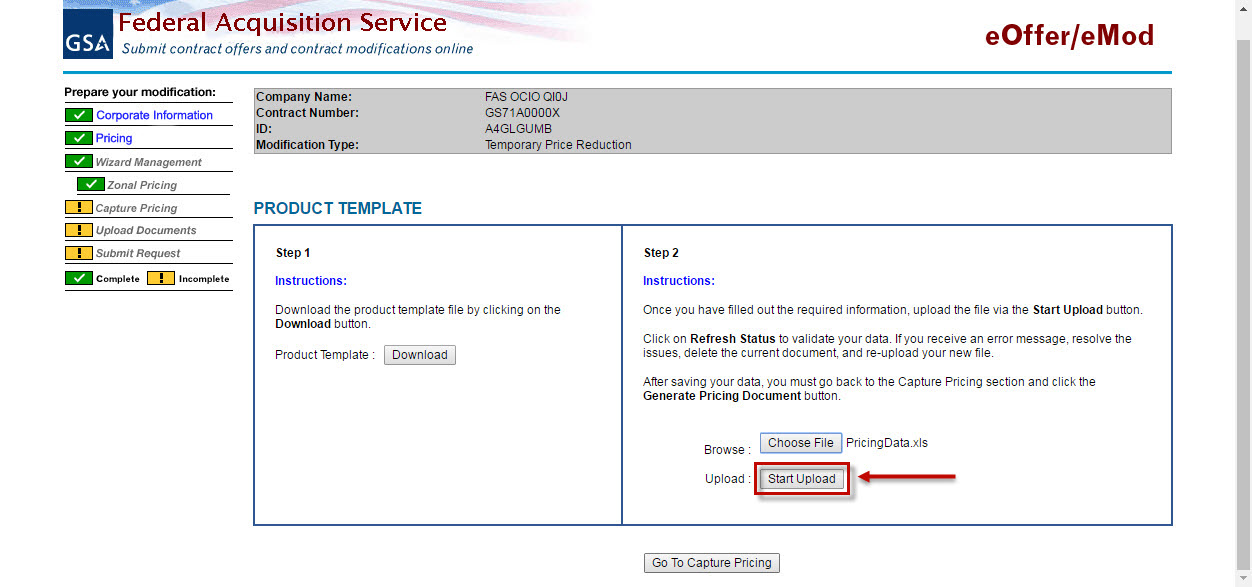 GSA
Federal Acquisition Service
Submit contract offers and contract modifications online
eOffer/eMod
Prepare your modification:
Corporate Information
Pricing
Wizard Management
Zonal Pricing
! Capture Pricing
! Upload Documents
! Submit Request
Complete ! Incomplete
Company Name: FAS OCIO QI0J
Contract Number: GS71A0000X
ID: A4GLGUMB
Modification Type: Temporary Price Reduction
PRODUCT TEMPLATE
Step 1
Instructions:
Download the product template file by clicking on the
Download button.
Product Template : Download
Step 2
Instructions:
Once you have filled out the required information, upload the file via the Start Upload button.
Click on Refresh Status to validate your data. If you receive an error message, resolve the
issues, delete the current document, and re-upload your new file.
After saving your data, you must go back to the Capture Pricing section and click the
Generate Pricing Document button.
Browse : Choose File PricingData.xls
Upload : Start Upload
Go To Capture Pricing